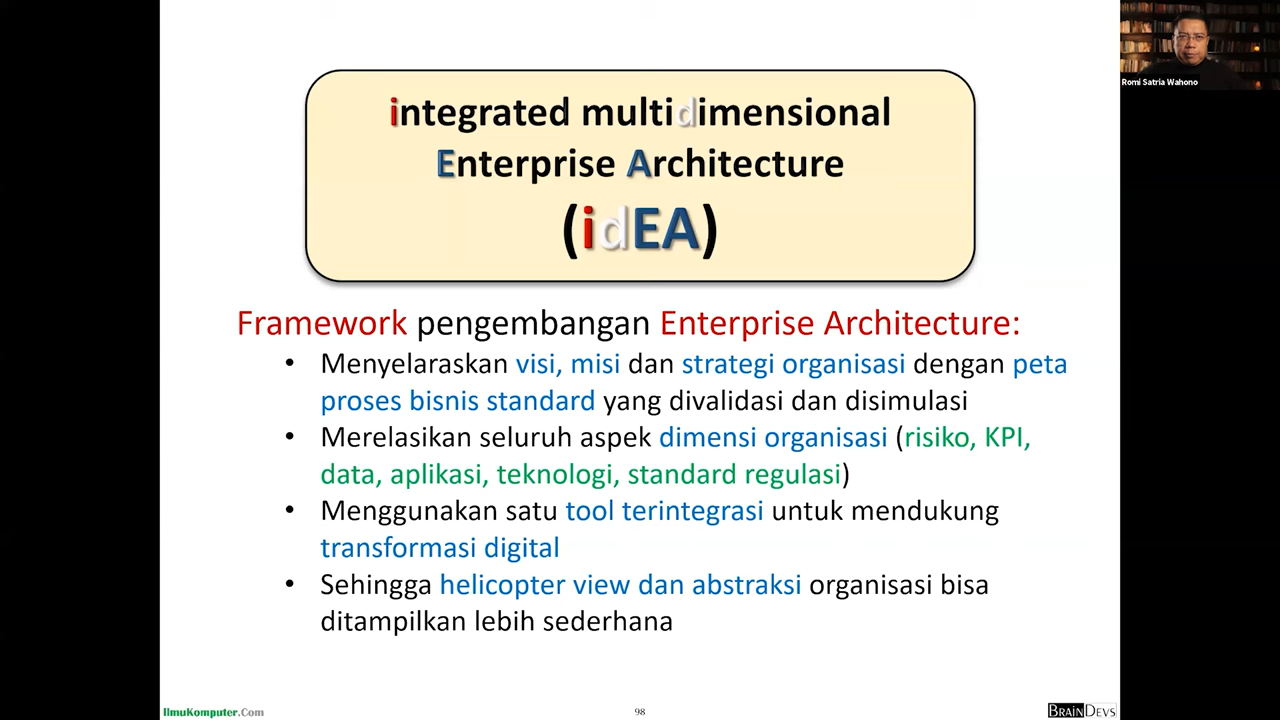 integrated multidimensional
Enterprise Architecture
(idEA)
Framework pengembangan Enterprise Architecture:
• Menyelaraskan visi, misi dan strategi organisasi dengan peta
proses bisnis standard yang divalidasi dan disimulasi
• Merelasikan seluruh aspek dimensi organisasi (risiko, KPI,
data, aplikasi, teknologi, standard regulasi)
• Menggunakan satu tool terintegrasi untuk mendukung
transformasi digital
• Sehingga helicopter view dan abstraksi organisasi bisa
ditampilkan lebih sederhana
Romi Satria Wahono
IlmuKomputer.Com
98
BRAINDEVS